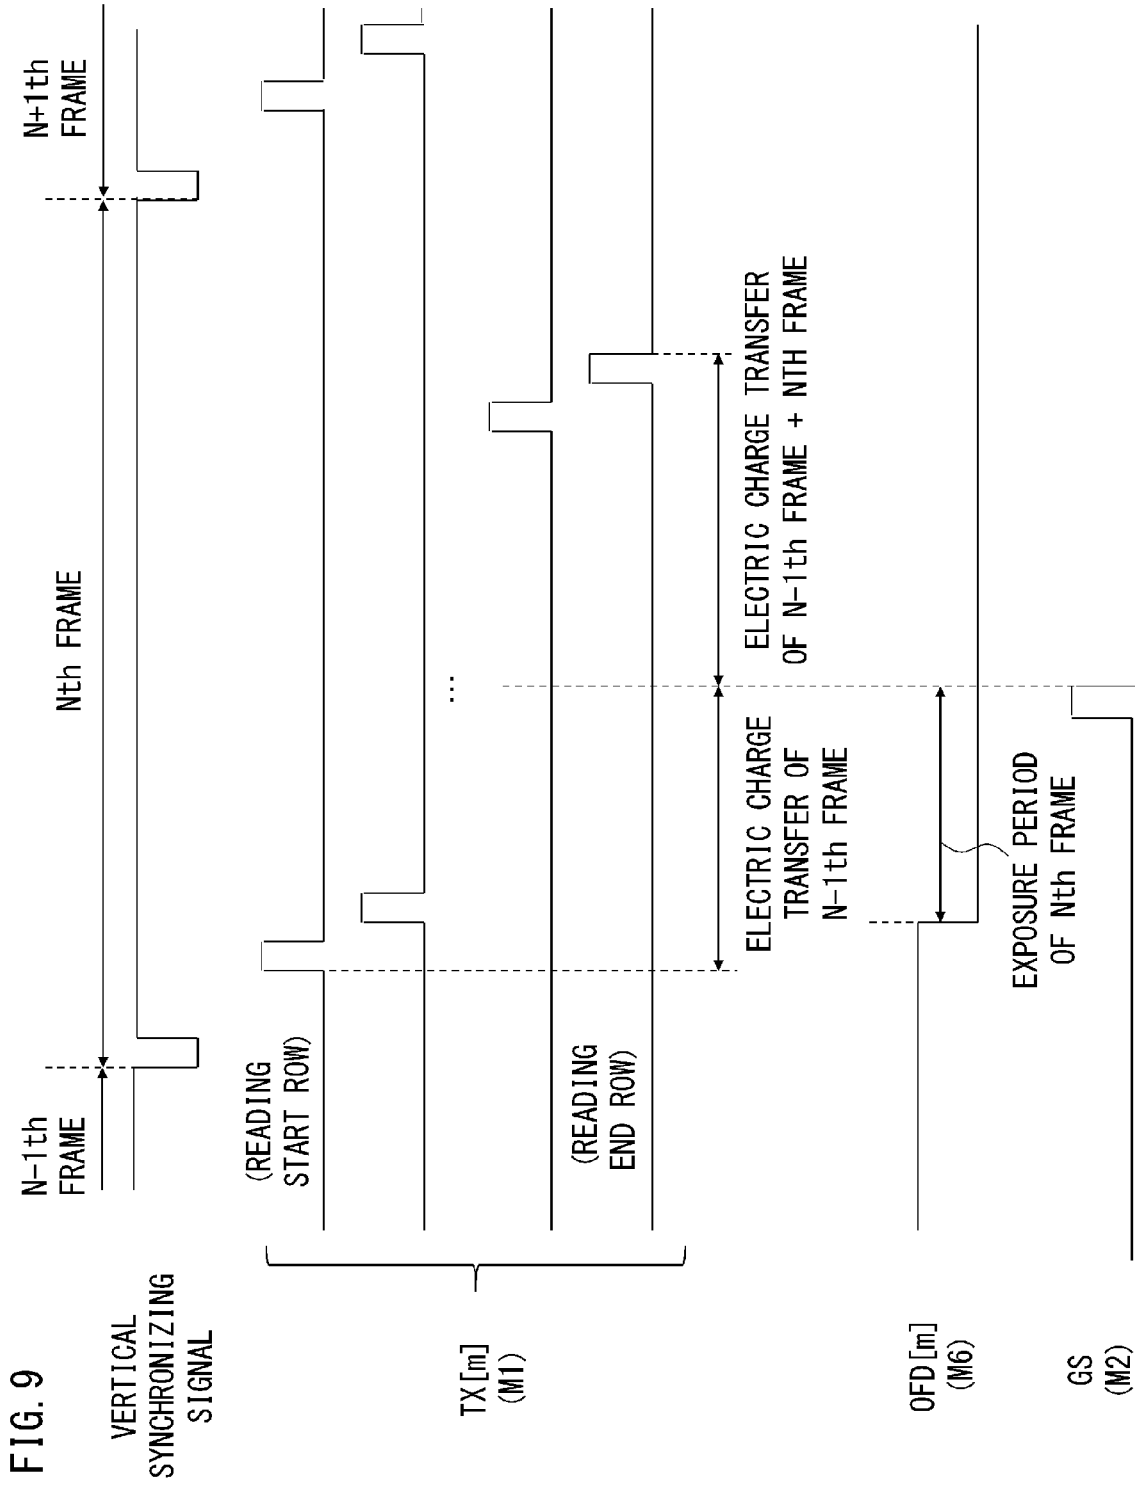 FIG. 9
VERTICAL
SYNCHRONIZING
SIGNAL
N-1th
FRAME
Nth FRAME
N+1th
FRAME
(READING
START ROW)
(READING
END ROW)
...
TX[m]
(M1)
ELECTRIC CHARGE
TRANSFER OF
N-1th FRAME
ELECTRIC CHARGE TRANSFER
OF N-1th FRAME + NTH FRAME
OFD[m]
(M6)
EXPOSURE PERIOD
OF Nth FRAME
GS
(M2)